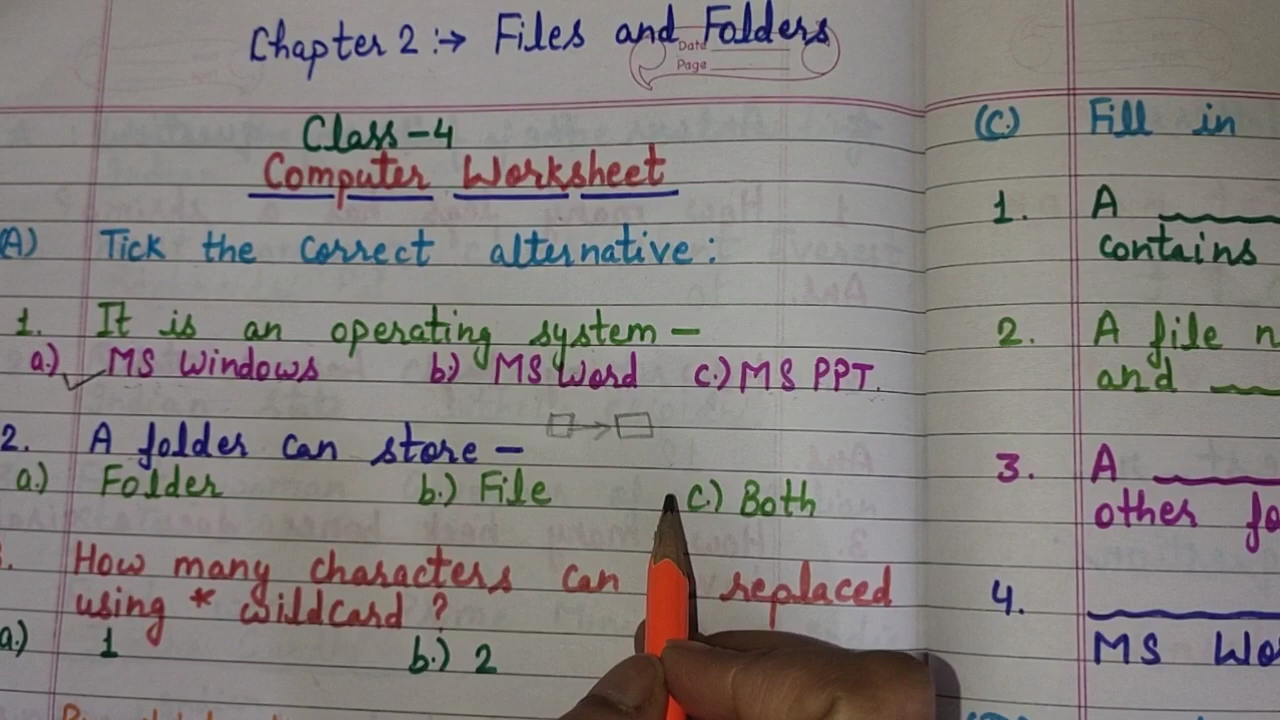 Chapter 2:→ Files and Folders
Date
Page
Class-4
Computer Worksheet
(A) Tick the correct alternative:
1. It is an operating system -
a.) MS Windows b.) MS Word c.) MS PPT.
2. A folder can store -
a.) Folder b.) File c.) Both
How many characters can replaced
using * wildcard ?
a.) 1 b.) 2
(C) Fill in
1. A
contains
2. A file n
and
3. A
other fo
4.
MS Wo